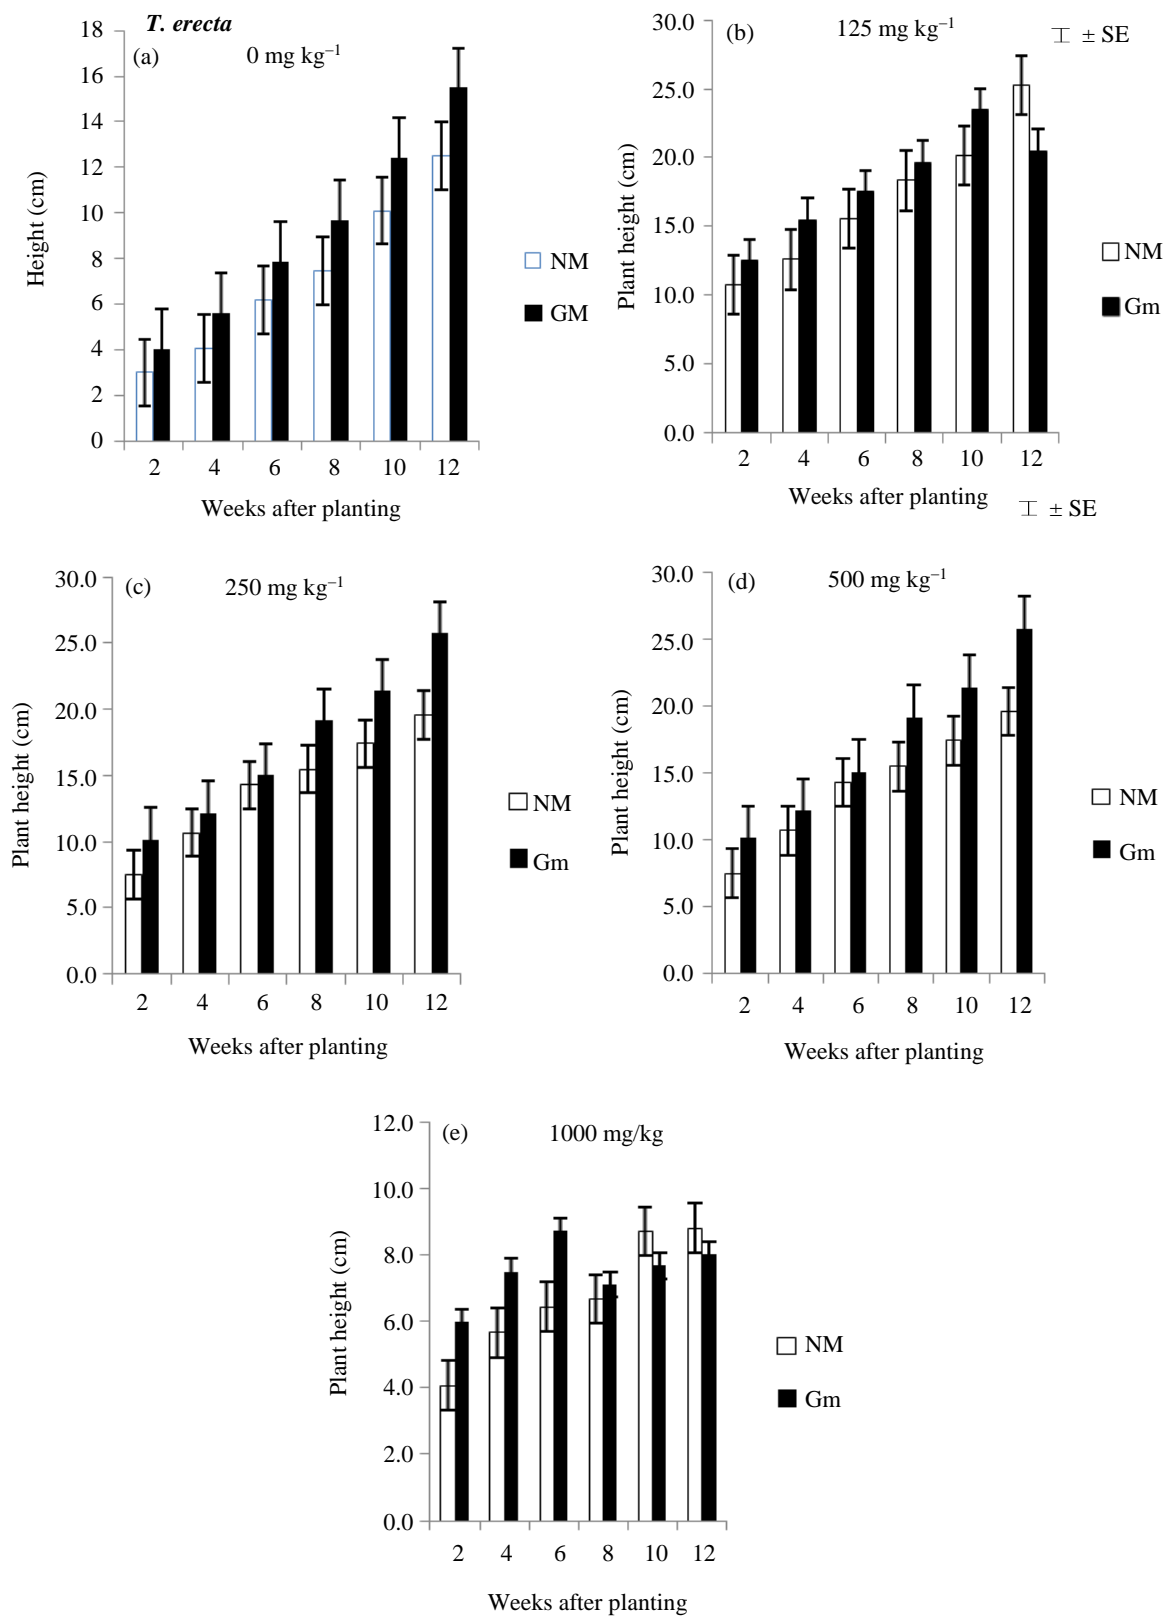 T. erecta
(a) 0 mg kg⁻¹
18
16
14
12
10
8
6
4
2
0
Height (cm)
2 4 6 8 10 12
Weeks after planting
NM
GM
(b) 125 mg kg⁻¹
± SE
30.0
25.0
20.0
15.0
10.0
5.0
0.0
Plant height (cm)
2 4 6 8 10 12
Weeks after planting
NM
Gm
± SE
(c) 250 mg kg⁻¹
30.0
25.0
20.0
15.0
10.0
5.0
0.0
Plant height (cm)
2 4 6 8 10 12
Weeks after planting
NM
Gm
(d) 500 mg kg⁻¹
30.0
25.0
20.0
15.0
10.0
5.0
0.0
Plant height (cm)
2 4 6 8 10 12
Weeks after planting
NM
Gm
(e) 1000 mg/kg
12.0
10.0
8.0
6.0
4.0
2.0
0.0
Plant height (cm)
2 4 6 8 10 12
Weeks after planting
NM
Gm